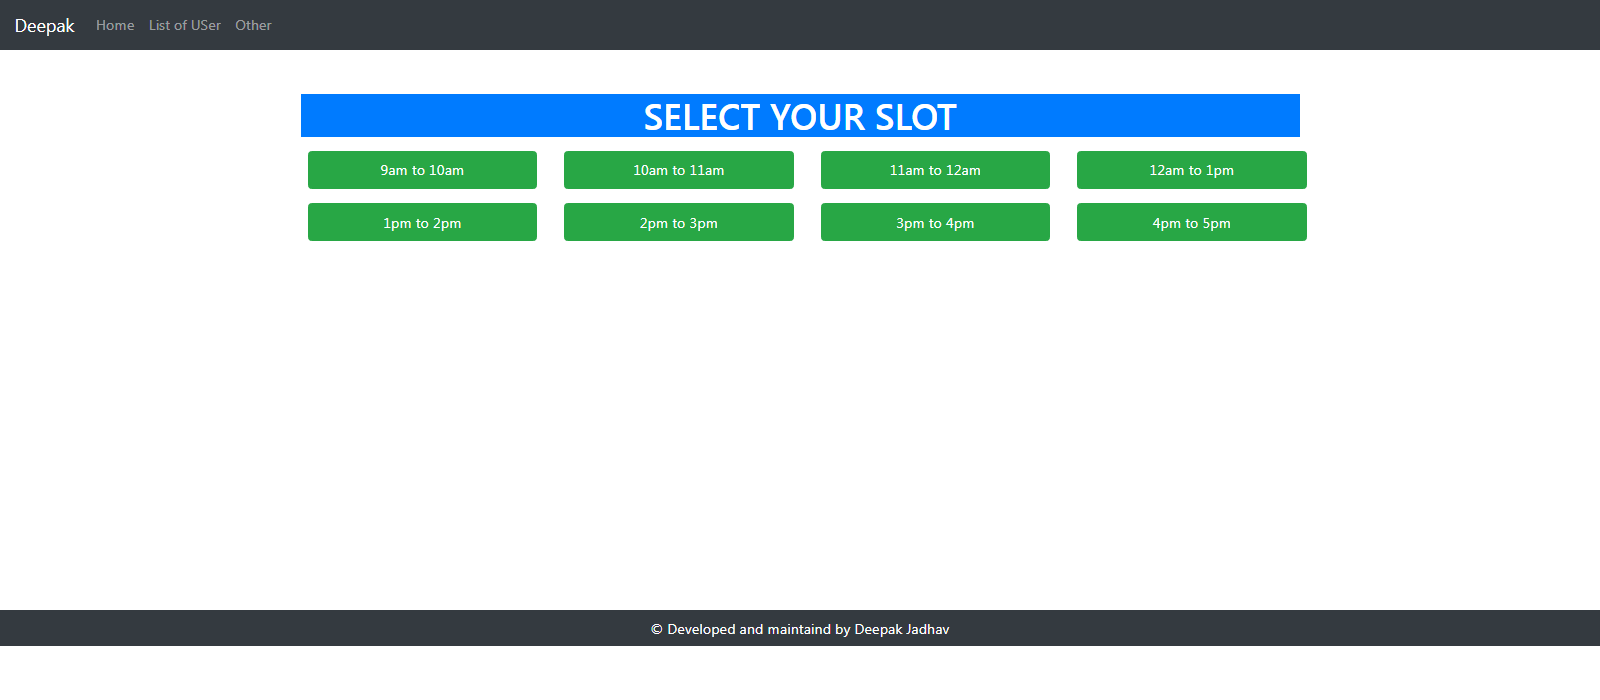 Deepak Home List of USer Other
SELECT YOUR SLOT
9am to 10am 10am to 11am 11am to 12am 12am to 1pm
1pm to 2pm 2pm to 3pm 3pm to 4pm 4pm to 5pm
© Developed and maintaind by Deepak Jadhav